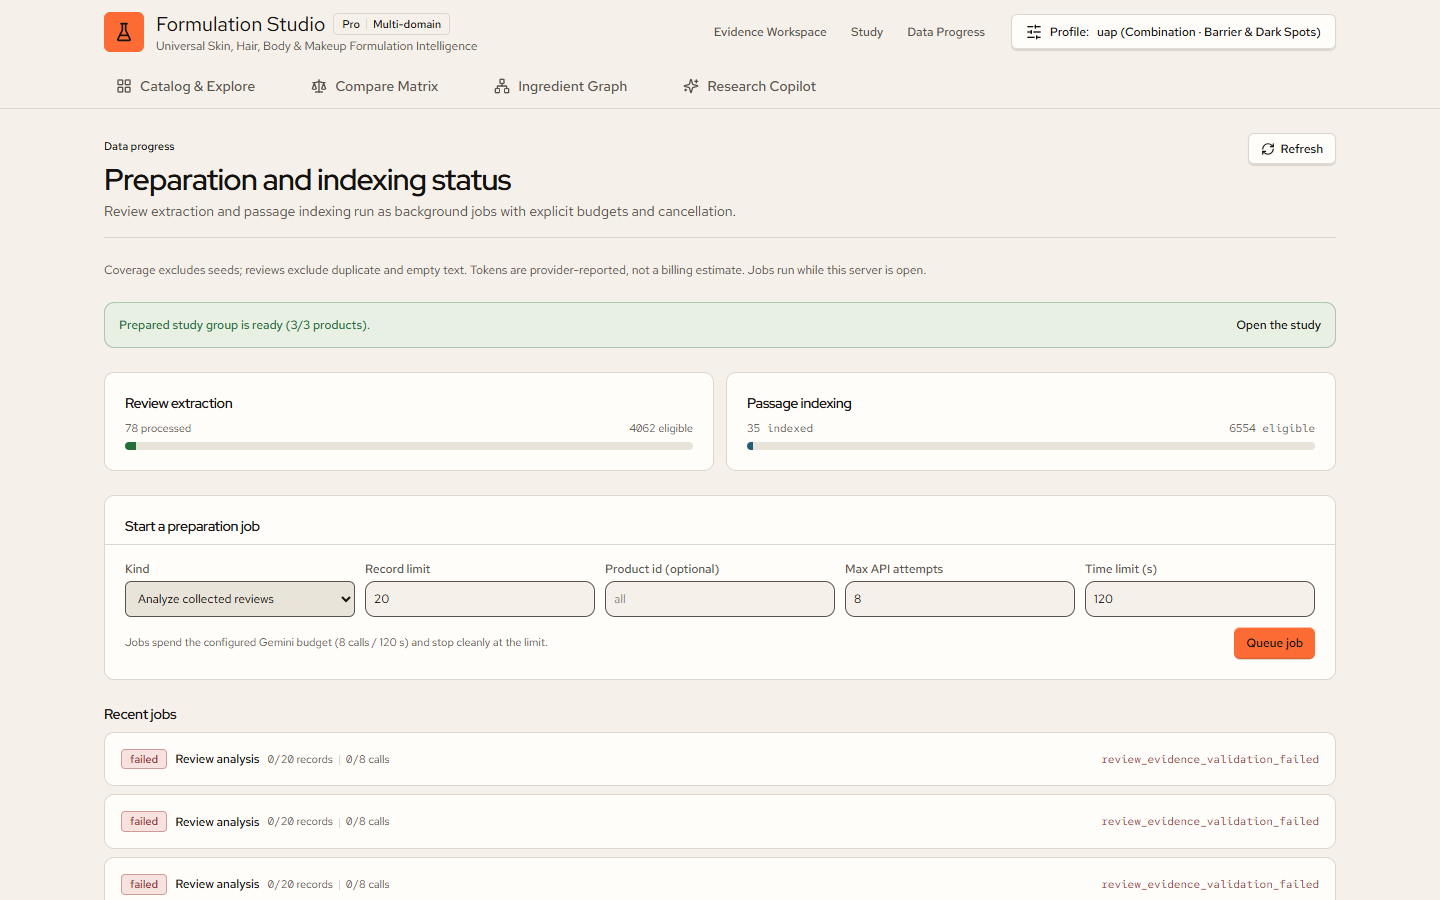 Formulation Studio Pro Multi-domain
Universal Skin, Hair, Body & Makeup Formulation Intelligence
Evidence Workspace Study Data Progress Profile: uap (Combination · Barrier & Dark Spots)
Catalog & Explore Compare Matrix Ingredient Graph Research Copilot
Data progress
Refresh
Preparation and indexing status
Review extraction and passage indexing run as background jobs with explicit budgets and cancellation.
Coverage excludes seeds; reviews exclude duplicate and empty text. Tokens are provider-reported, not a billing estimate. Jobs run while this server is open.
Prepared study group is ready (3/3 products). Open the study
Review extraction
78 processed 4062 eligible
Passage indexing
35 indexed 6554 eligible
Start a preparation job
Kind Record limit Product id (optional) Max API attempts Time limit (s)
Analyze collected reviews 20 all 8 120
Jobs spend the configured Gemini budget (8 calls / 120 s) and stop cleanly at the limit. Queue job
Recent jobs
failed Review analysis 0/20 records | 0/8 calls review_evidence_validation_failed
failed Review analysis 0/20 records | 0/8 calls review_evidence_validation_failed
failed Review analysis 0/20 records | 0/8 calls review_evidence_validation_failed